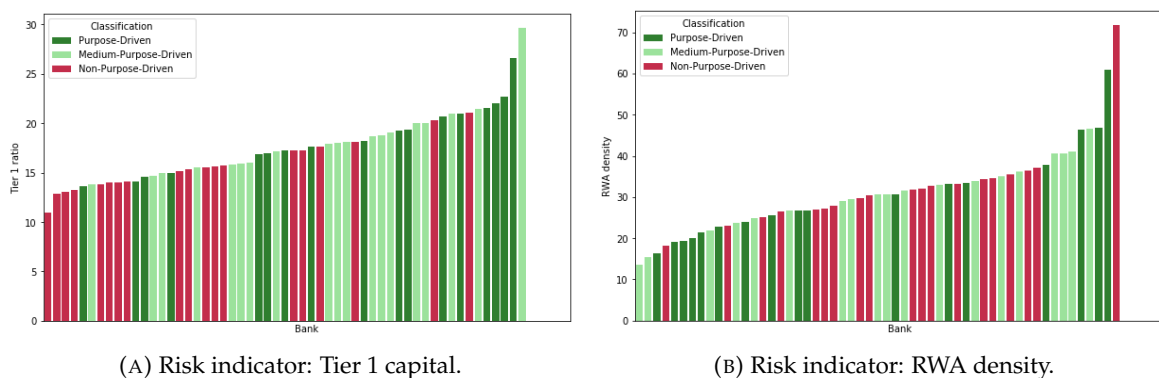 Classification
Purpose-Driven
Medium-Purpose-Driven
Non-Purpose-Driven
30
25
20
15
10
5
0
Tier 1 ratio
Bank
(A) Risk indicator: Tier 1 capital.
Classification
Purpose-Driven
Medium-Purpose-Driven
Non-Purpose-Driven
70
60
50
40
30
20
10
0
RWA density
Bank
(B) Risk indicator: RWA density.